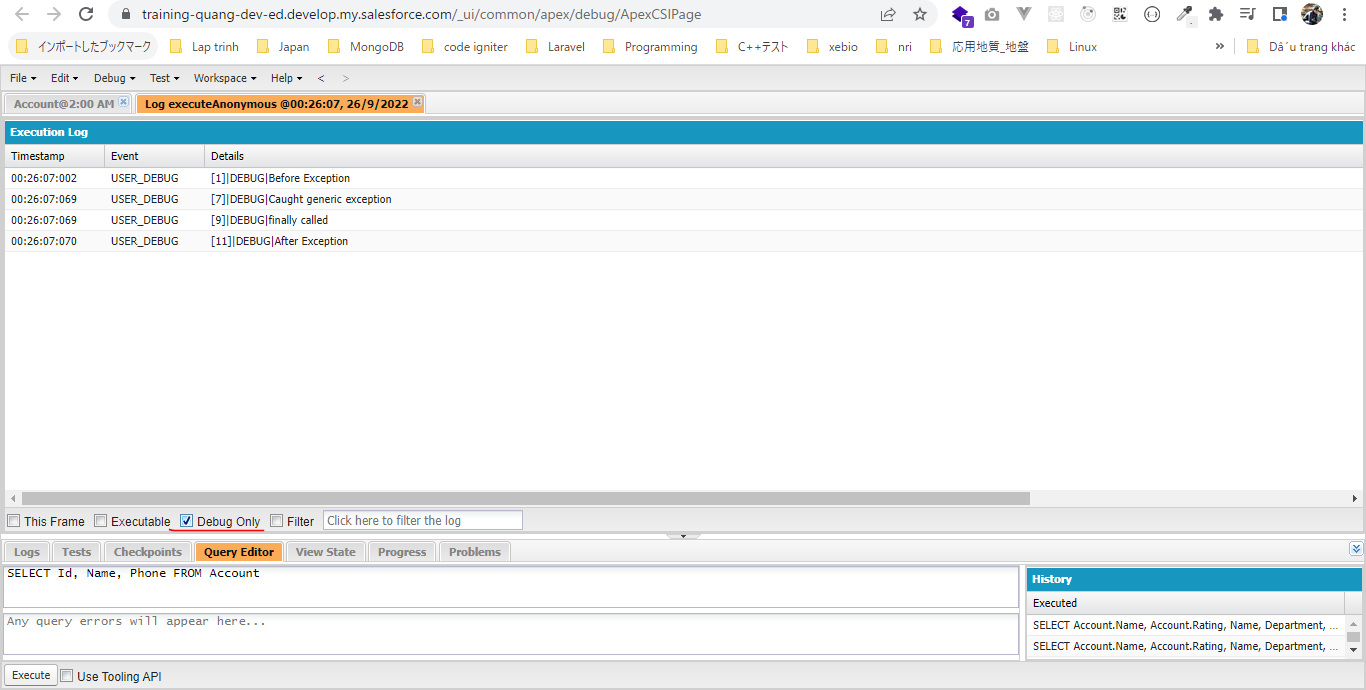 training-quang-dev-ed.develop.my.salesforce.com/_ui/common/apex/debug/ApexCSIPage
7
インポートしたブックマーク Lap trinh Japan MongoDB code igniter Laravel Programming C++テスト xebio nri 応用地質_地盤 Linux » Dấu trang khác
File Edit Debug Test Workspace Help < >
Account@2:00 AM Log executeAnonymous @00:26:07, 26/9/2022
Execution Log
Timestamp Event Details
00:26:07:002 USER_DEBUG [1]|DEBUG|Before Exception
00:26:07:069 USER_DEBUG [7]|DEBUG|Caught generic exception
00:26:07:069 USER_DEBUG [9]|DEBUG|finally called
00:26:07:070 USER_DEBUG [11]|DEBUG|After Exception
This Frame Executable Debug Only Filter Click here to filter the log
Logs Tests Checkpoints Query Editor View State Progress Problems
SELECT Id, Name, Phone FROM Account
Any query errors will appear here...
History
Executed
SELECT Account.Name, Account.Rating, Name, Department, ...
SELECT Account.Name, Account.Rating, Name, Department, ...
Execute Use Tooling API